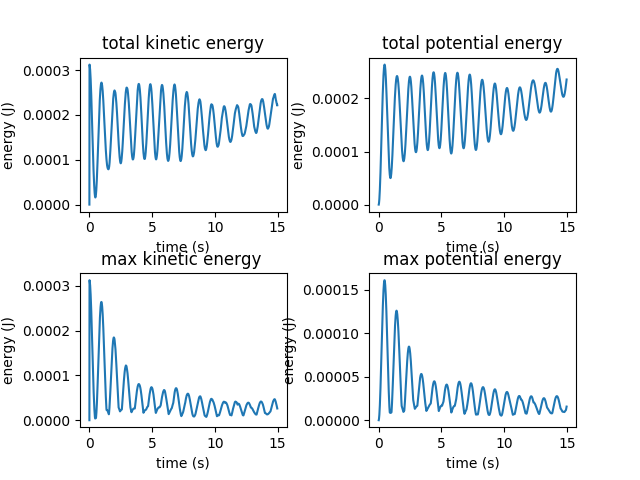 total kinetic energy
energy (J)
0.0003
0.0002
0.0001
0.0000
0
5
10
15
time (s)
total potential energy
energy (J)
0.0002
0.0001
0.0000
0
5
10
15
time (s)
max kinetic energy
energy (J)
0.0003
0.0002
0.0001
0.0000
0
5
10
15
time (s)
max potential energy
energy (J)
0.00015
0.00010
0.00005
0.00000
0
5
10
15
time (s)